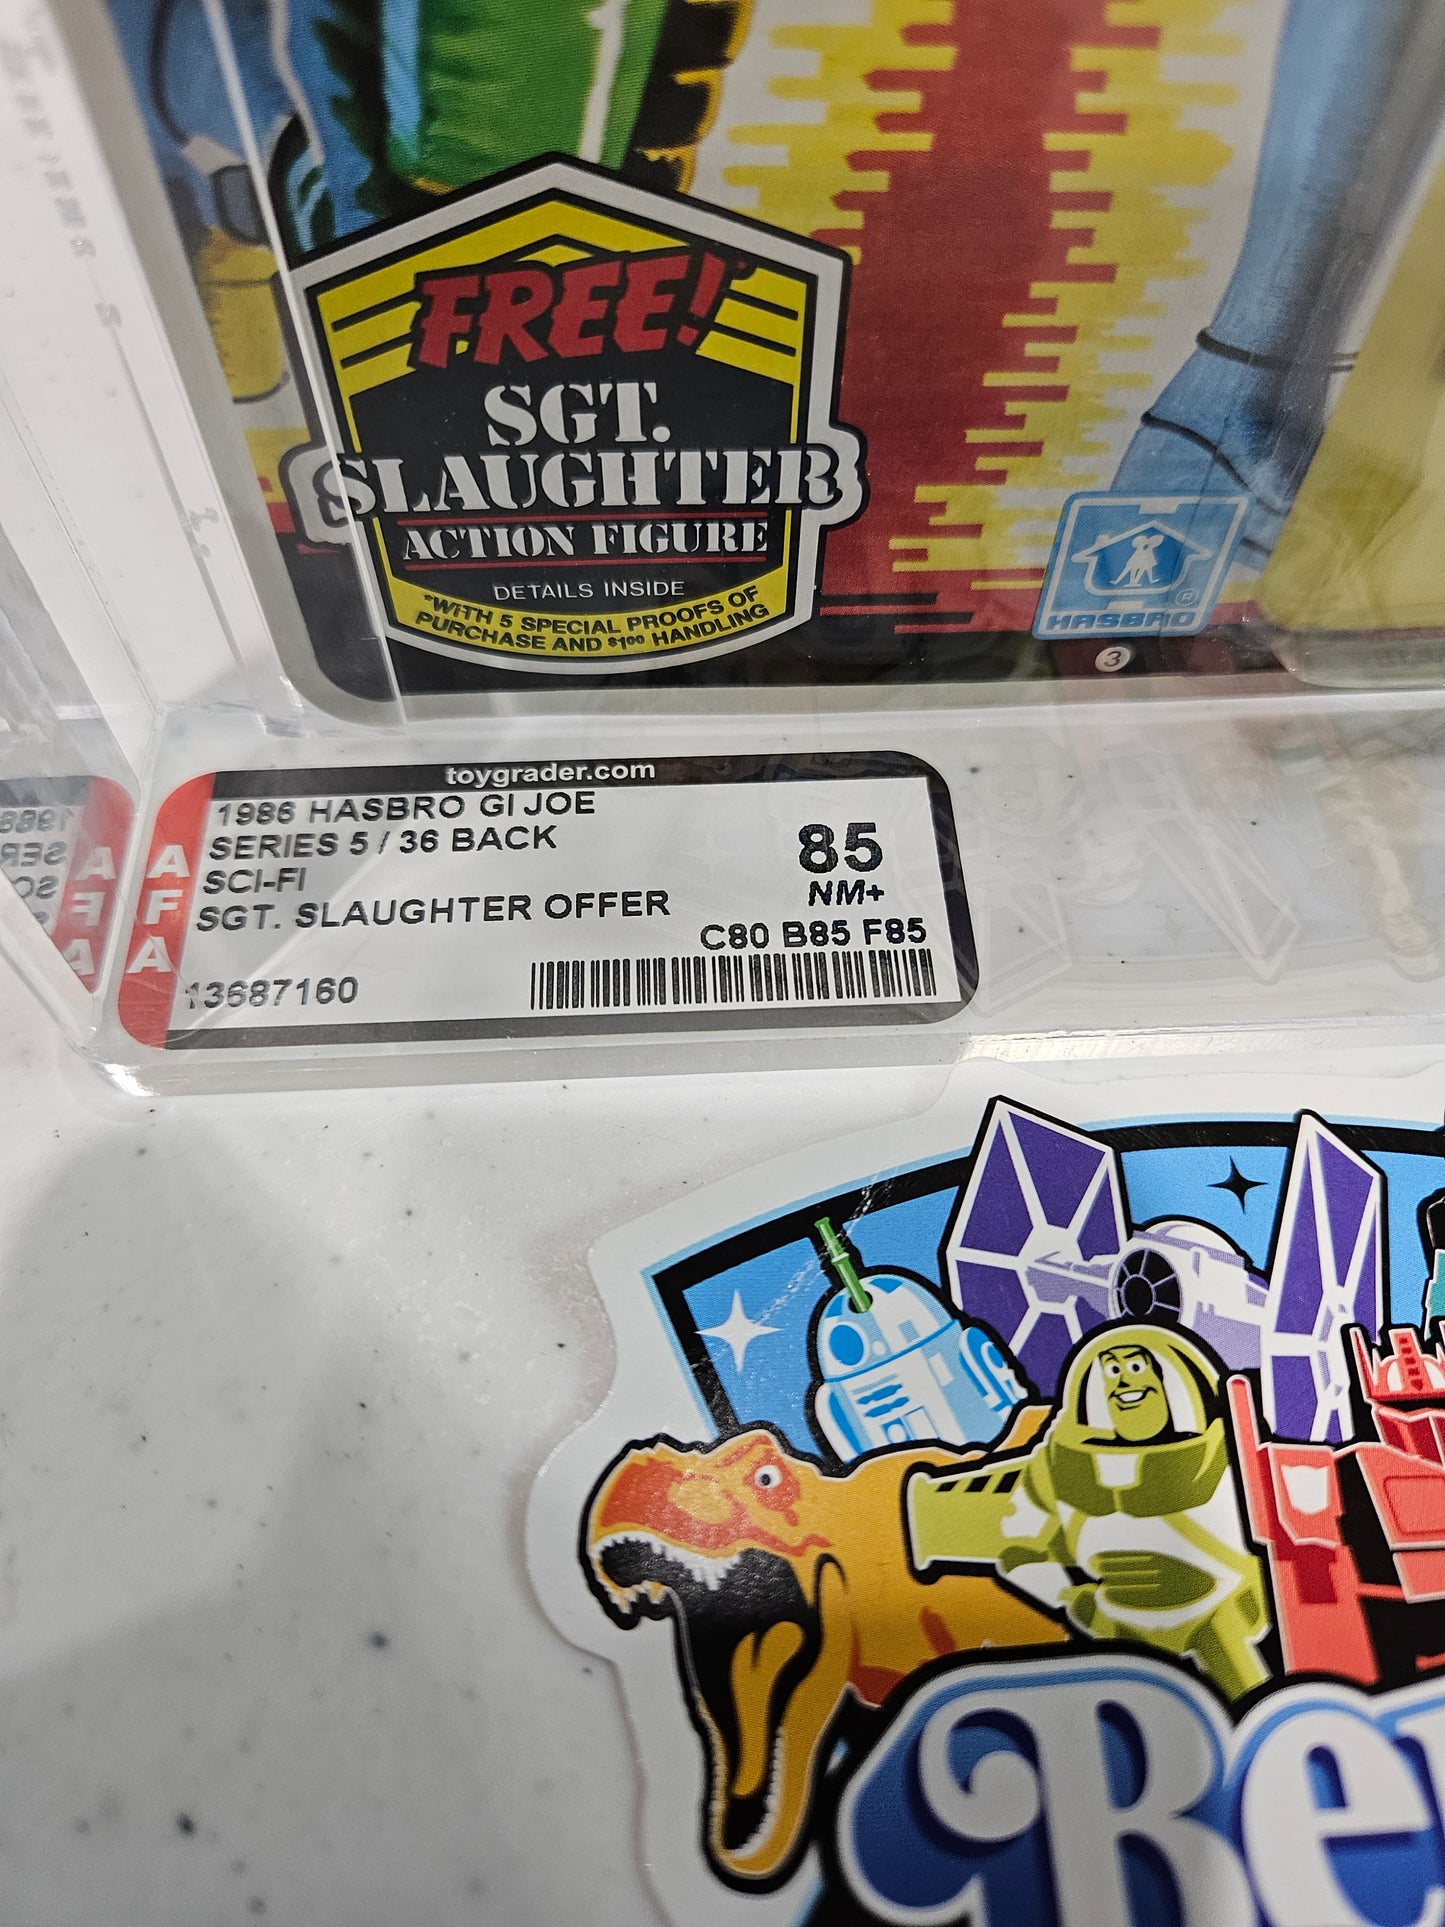 FREE!
SGT.
SLAUGHTER
ACTION FIGURE
DETAILS INSIDE
*WITH 5 SPECIAL PROOFS OF
PURCHASE AND $1.00 HANDLING
HASBRO®
3
toygrader.com
AFA
1986 HASBRO GI JOE
SERIES 5 / 36 BACK
SCI-FI
SGT. SLAUGHTER OFFER
85
NM+
C80 B85 F85
13687160